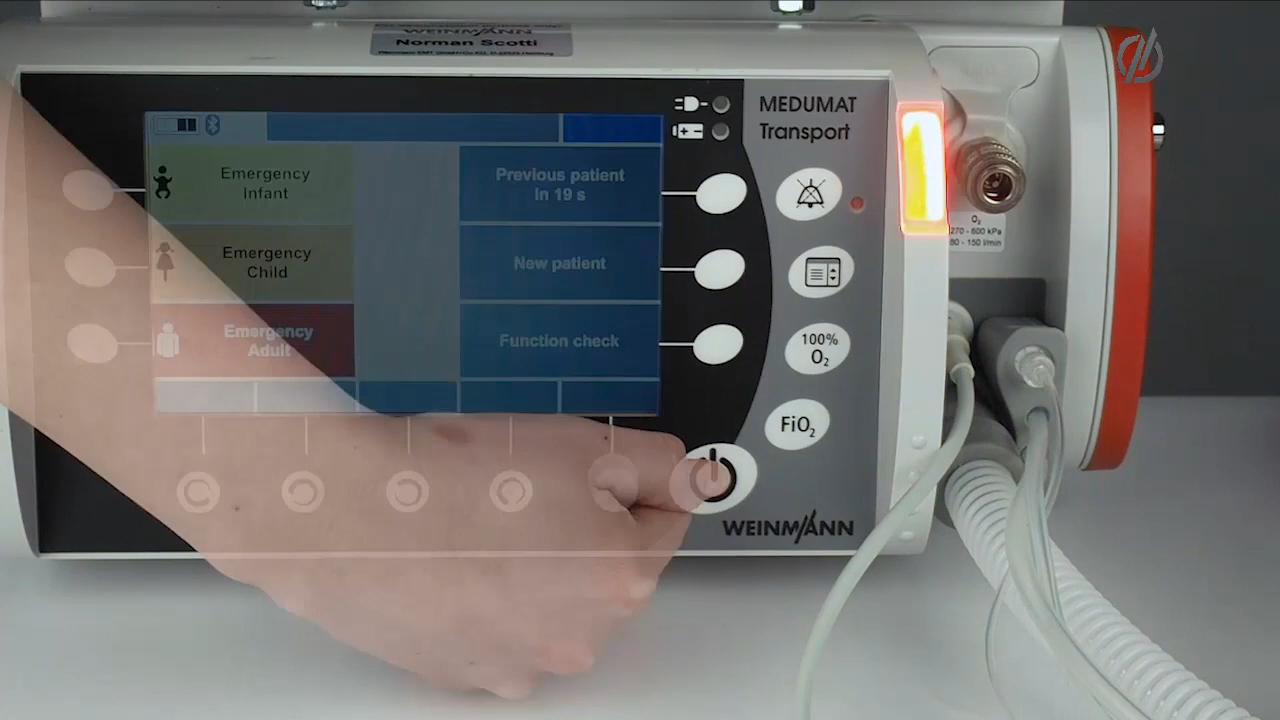 WEINMANN
Norman Scotti
MEDUMAT
Transport
Emergency
Infant
Previous patient
in 19 s
Emergency
Child
New patient
Emergency
Adult
Function check
100%
O₂
FiO₂
O₂
270 - 600 kPa
80 - 150 l/min
WEINMANN